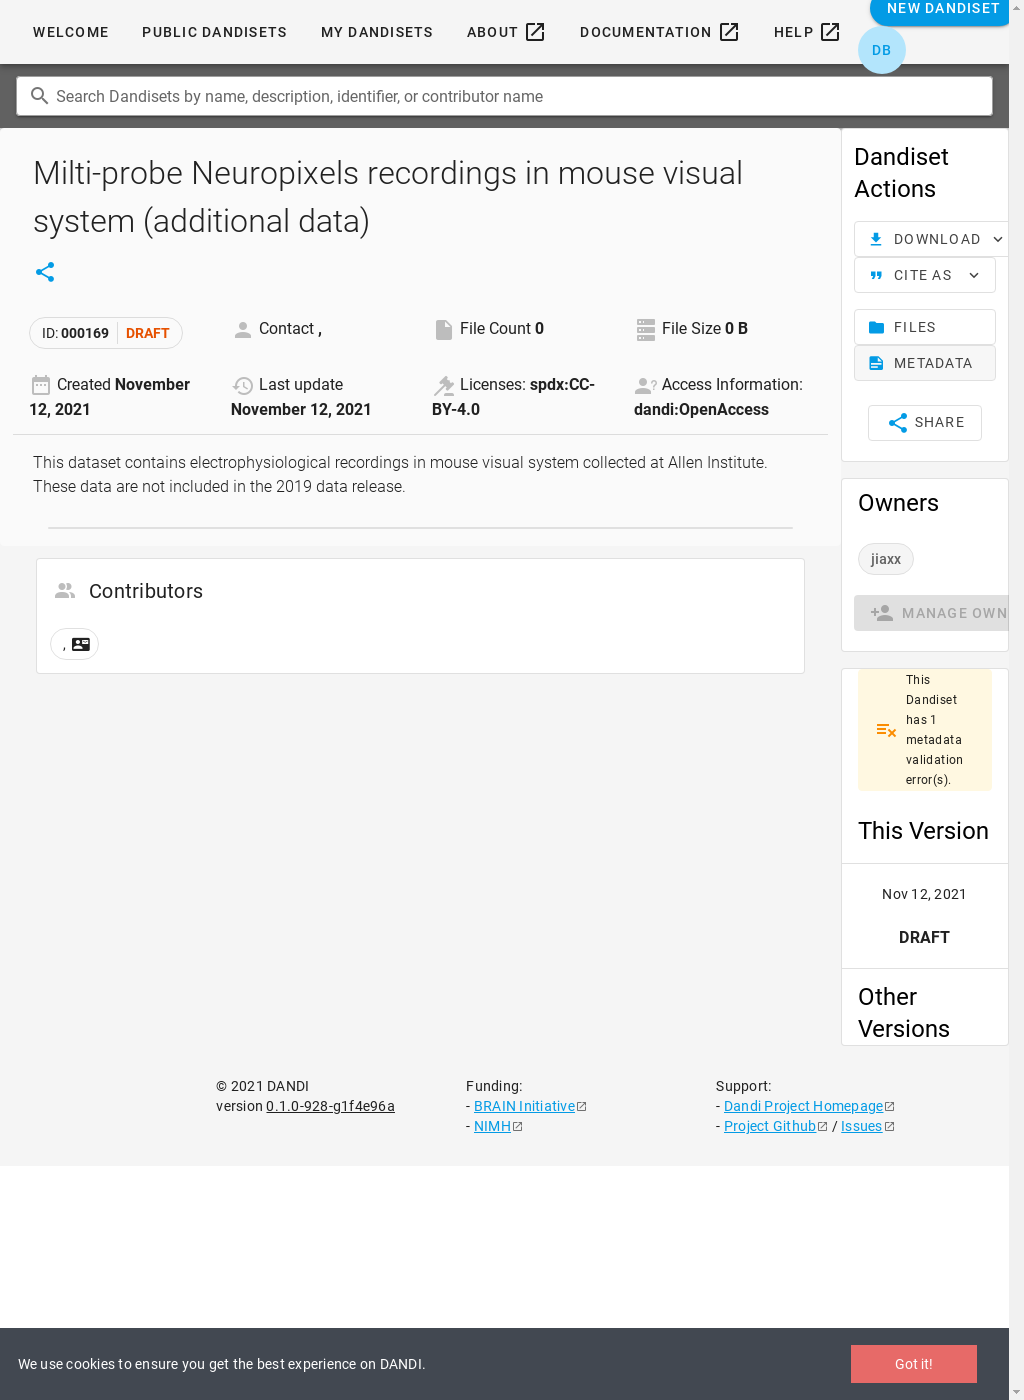 WELCOME
PUBLIC DANDISETS
MY DANDISETS
ABOUT
DOCUMENTATION
HELP
NEW DANDISET
DB
Search Dandisets by name, description, identifier, or contributor name
Milti-probe Neuropixels recordings in mouse visual
system (additional data)
ID: 000169 DRAFT
Contact ,
File Count 0
File Size 0 B
Created November
12, 2021
Last update
November 12, 2021
Licenses: spdx:CC-
BY-4.0
Access Information:
dandi:OpenAccess
This dataset contains electrophysiological recordings in mouse visual system collected at Allen Institute.
These data are not included in the 2019 data release.
Contributors
,
Dandiset
Actions
DOWNLOAD
CITE AS
FILES
METADATA
SHARE
Owners
jiaxx
MANAGE OWN
This
Dandiset
has 1
metadata
validation
error(s).
This Version
Nov 12, 2021
DRAFT
Other
Versions
© 2021 DANDI
version 0.1.0-928-g1f4e96a
Funding:
- BRAIN Initiative
- NIMH
Support:
- Dandi Project Homepage
- Project Github / Issues
We use cookies to ensure you get the best experience on DANDI.
Got it!